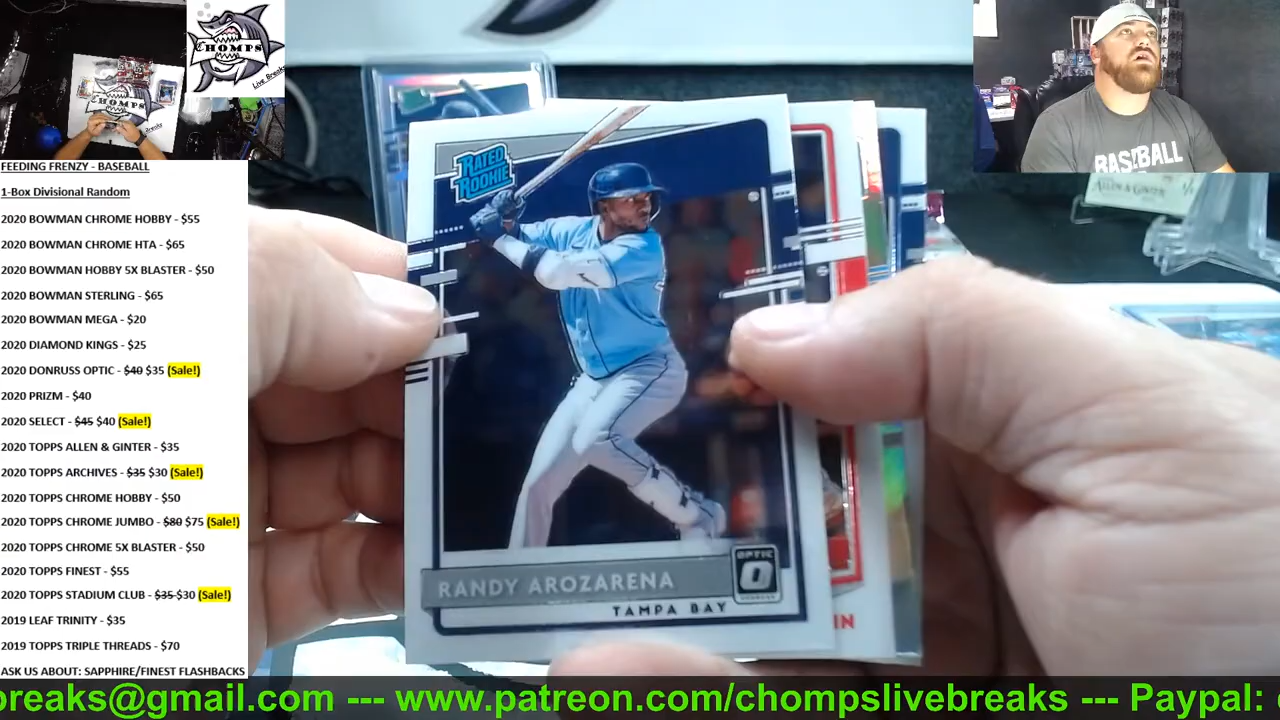 CHOMPS
Live Breaks
CHOMPS
FEEDING FRENZY - BASEBALL
1-Box Divisional Random
2020 BOWMAN CHROME HOBBY - $55
2020 BOWMAN CHROME HTA - $65
2020 BOWMAN HOBBY 5X BLASTER - $50
2020 BOWMAN STERLING - $65
2020 BOWMAN MEGA - $20
2020 DIAMOND KINGS - $25
2020 DONRUSS OPTIC - $40 $35 (Sale!)
2020 PRIZM - $40
2020 SELECT - $45 $40 (Sale!)
2020 TOPPS ALLEN & GINTER - $35
2020 TOPPS ARCHIVES - $35 $30 (Sale!)
2020 TOPPS CHROME HOBBY - $50
2020 TOPPS CHROME JUMBO - $80 $75 (Sale!)
2020 TOPPS CHROME 5X BLASTER - $50
2020 TOPPS FINEST - $55
2020 TOPPS STADIUM CLUB - $35 $30 (Sale!)
2019 LEAF TRINITY - $35
2019 TOPPS TRIPLE THREADS - $70
ASK US ABOUT: SAPPHIRE/FINEST FLASHBACKS
RATED
ROOKIE
RANDY AROZARENA
TAMPA BAY
OPTIC
DONRUSS
IN
BASEBALL
ALLEN & GINTER
breaks@gmail.com --- www.patreon.com/chompslivebreaks --- Paypal: